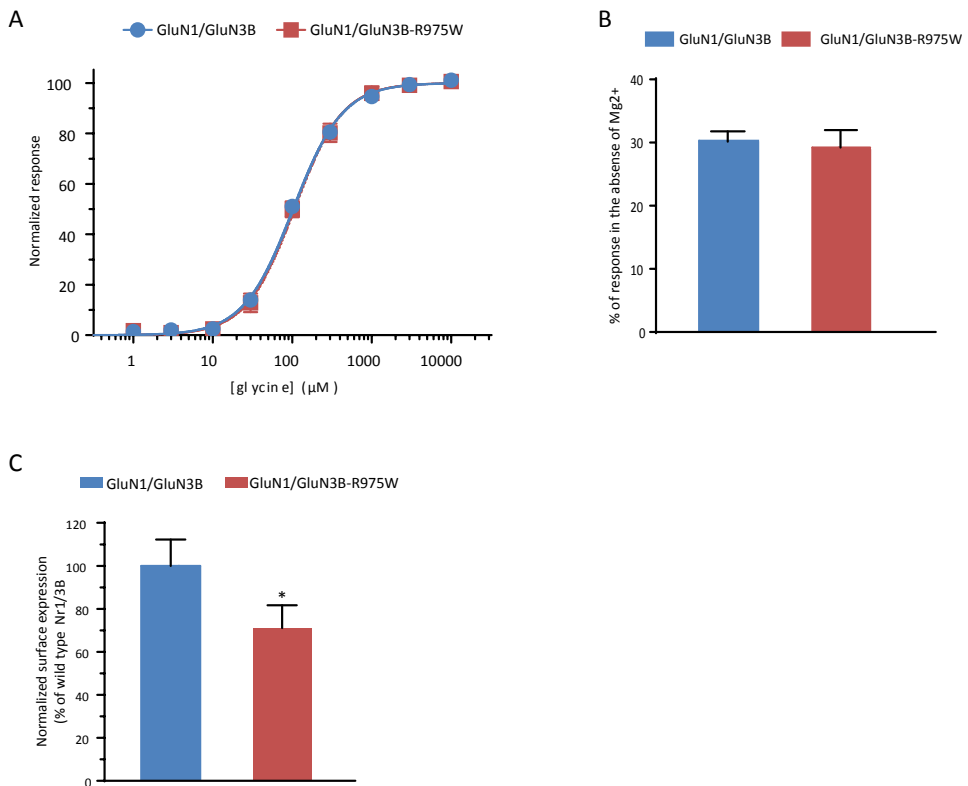 A
GluN1/GluN3B
GluN1/GluN3B-R975W
Normalized response
100
80
60
40
20
0
1
10
100
1000
10000
[gl ycin e] (μM )
B
GluN1/GluN3B
GluN1/GluN3B-R975W
% of response in the absense of Mg2+
40
30
20
10
0
C
GluN1/GluN3B
GluN1/GluN3B-R975W
Normalized surface expression
(% of wild type Nr1/3B
120
100
80
60
40
20
0
*